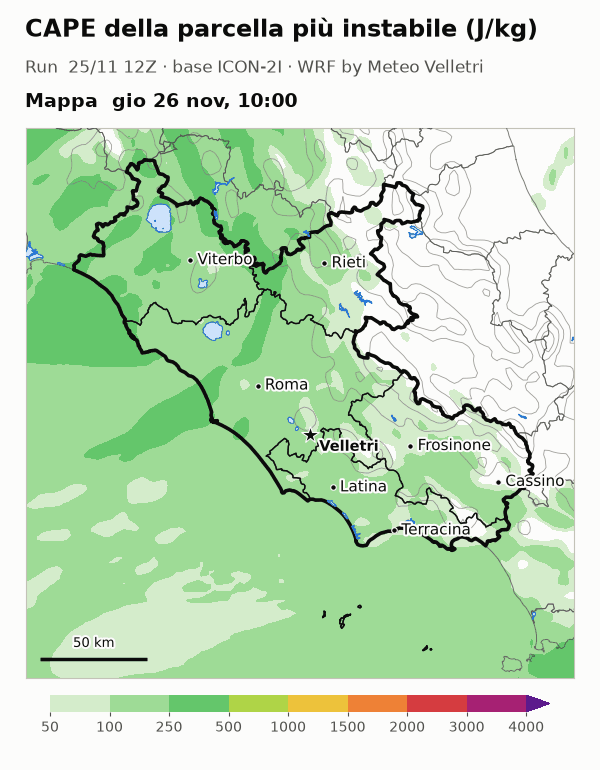 CAPE della parcella più instabile (J/kg)
Run 25/11 12Z · base ICON-2I · WRF by Meteo Velletri
Mappa gio 26 nov, 10:00
Viterbo
Rieti
Roma
Velletri
Frosinone
Cassino
Latina
Terracina
50 km
50 100 250 500 1000 1500 2000 3000 4000